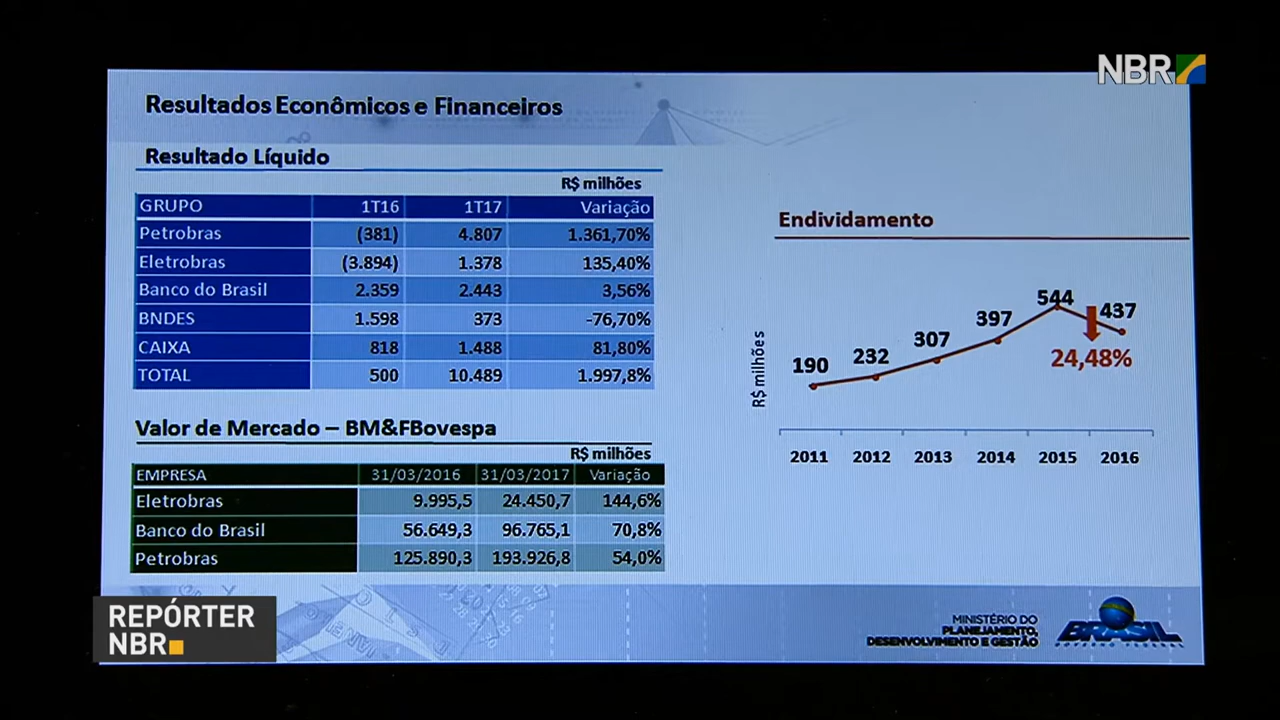 NBR
Resultados Econômicos e Financeiros
Resultado Líquido
R$ milhões
GRUPO 1T16 1T17 Variação
Petrobras (381) 4.807 1.361,70%
Eletrobras (3.894) 1.378 135,40%
Banco do Brasil 2.359 2.443 3,56%
BNDES 1.598 373 -76,70%
CAIXA 818 1.488 81,80%
TOTAL 500 10.489 1.997,8%
Valor de Mercado – BM&FBovespa
R$ milhões
EMPRESA 31/03/2016 31/03/2017 Variação
Eletrobras 9.995,5 24.450,7 144,6%
Banco do Brasil 56.649,3 96.765,1 70,8%
Petrobras 125.890,3 193.926,8 54,0%
Endividamento
R$ milhões
190 232 307 397 544 437
24,48%
2011 2012 2013 2014 2015 2016
REPÓRTER
NBR
MINISTÉRIO DO
PLANEJAMENTO,
DESENVOLVIMENTO E GESTÃO
BRASIL
GOVERNO FEDERAL